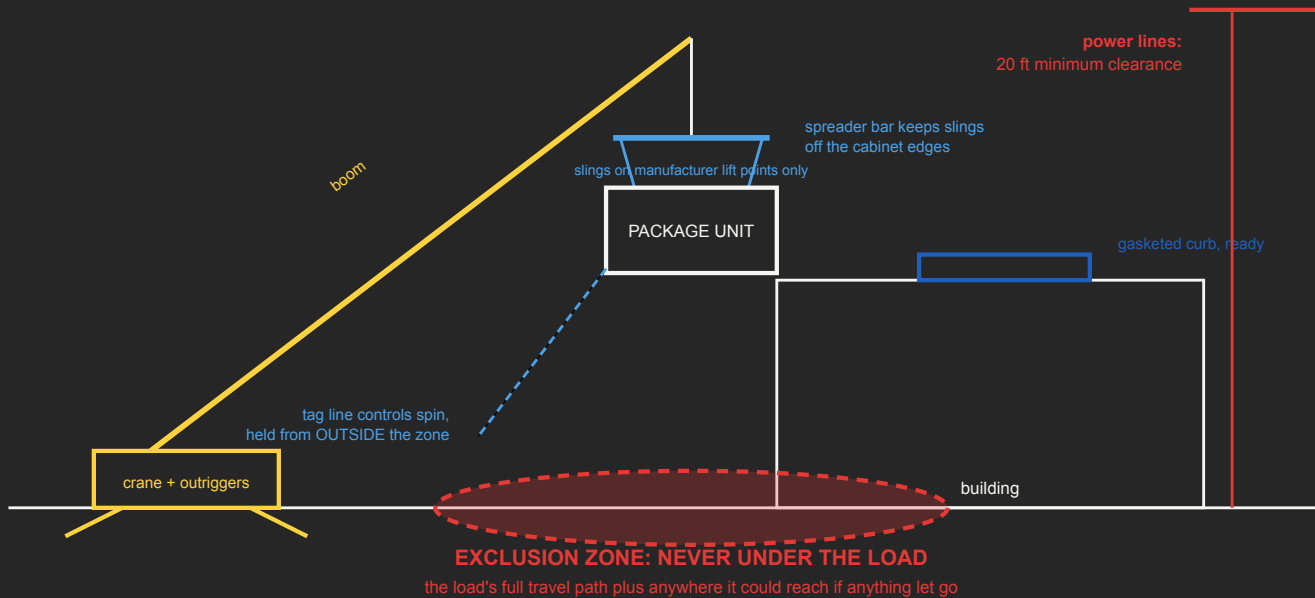 power lines:
20 ft minimum clearance
spreader bar keeps slings
off the cabinet edges
slings on manufacturer lift points only
boom
PACKAGE UNIT
gasketed curb, ready
tag line controls spin,
held from OUTSIDE the zone
crane + outriggers
building
EXCLUSION ZONE: NEVER UNDER THE LOAD
the load's full travel path plus anywhere it could reach if anything let go